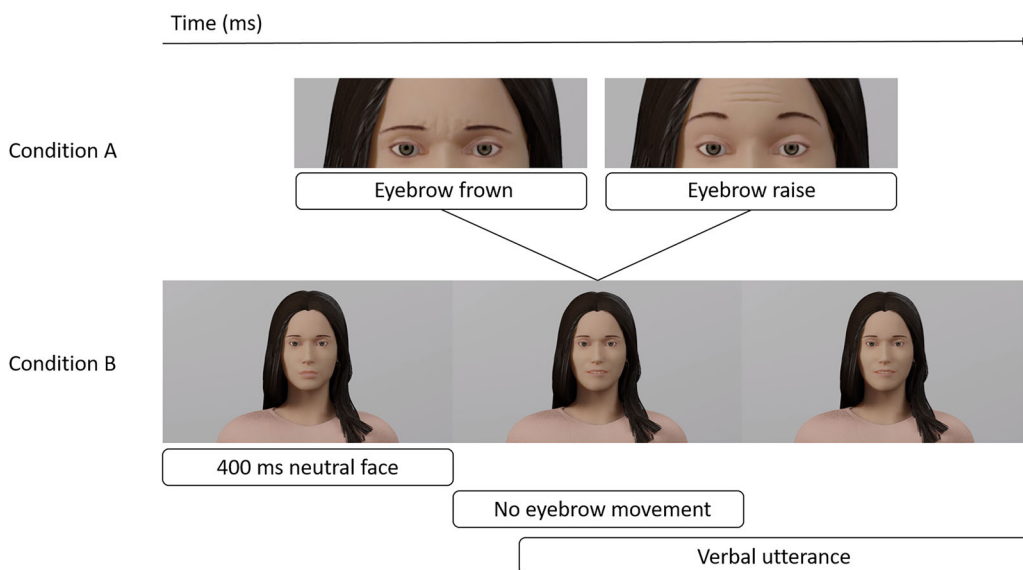 Time (ms)
Condition A
Eyebrow frown
Eyebrow raise
Condition B
400 ms neutral face
No eyebrow movement
Verbal utterance